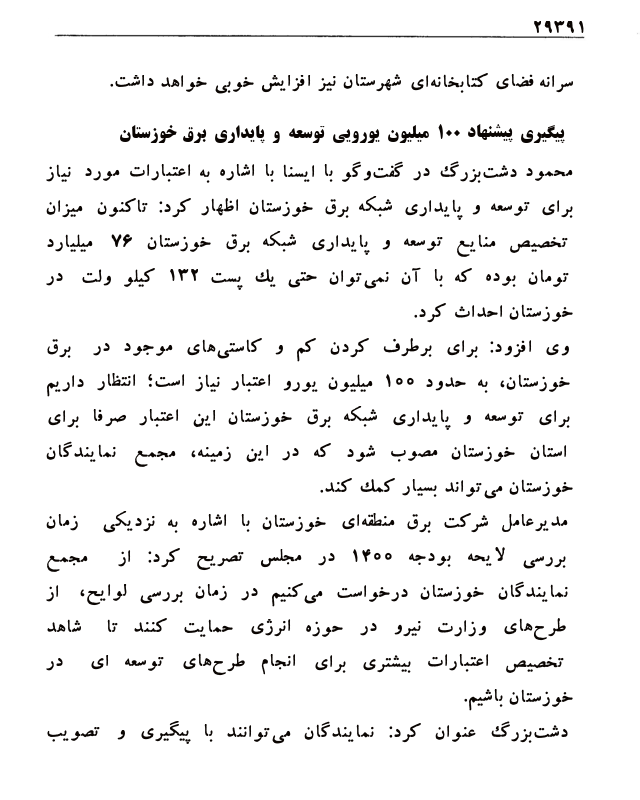 ۲۹۳۹۱
سرانه فضای کتابخانه‌ای شهرستان نیز افزایش خوبی خواهد داشت.
پیگیری پیشنهاد ۱۰۰ میلیون یورویی توسعه و پایداری برق خوزستان
محمود دشت‌بزرگ در گفت‌وگو با ایسنا با اشاره به اعتبارات مورد نیاز
برای توسعه و پایداری شبکه برق خوزستان اظهار کرد: تاکنون میزان
تخصیص منابع توسعه و پایداری شبکه برق خوزستان ۷۶ میلیارد
تومان بوده که با آن نمی‌توان حتی یك پست ۱۳۲ کیلو ولت در
خوزستان احداث کرد.
وی افزود: برای برطرف کردن کم و کاستی‌های موجود در برق
خوزستان، به حدود ۱۰۰ میلیون یورو اعتبار نیاز است؛ انتظار داریم
برای توسعه و پایداری شبکه برق خوزستان این اعتبار صرفا برای
استان خوزستان مصوب شود که در این زمینه، مجمع نمایندگان
خوزستان می‌تواند بسیار کمك کند.
مدیرعامل شرکت برق منطقه‌ای خوزستان با اشاره به نزدیکی زمان
بررسی لایحه بودجه ۱۴۰۰ در مجلس تصریح کرد: از مجمع
نمایندگان خوزستان درخواست می‌کنیم در زمان بررسی لوایح، از
طرح‌های وزارت نیرو در حوزه انرژی حمایت کنند تا شاهد
تخصیص اعتبارات بیشتری برای انجام طرح‌های توسعه ای در
خوزستان باشیم.
دشت‌بزرگ عنوان کرد: نمایندگان می‌توانند با پیگیری و تصویب